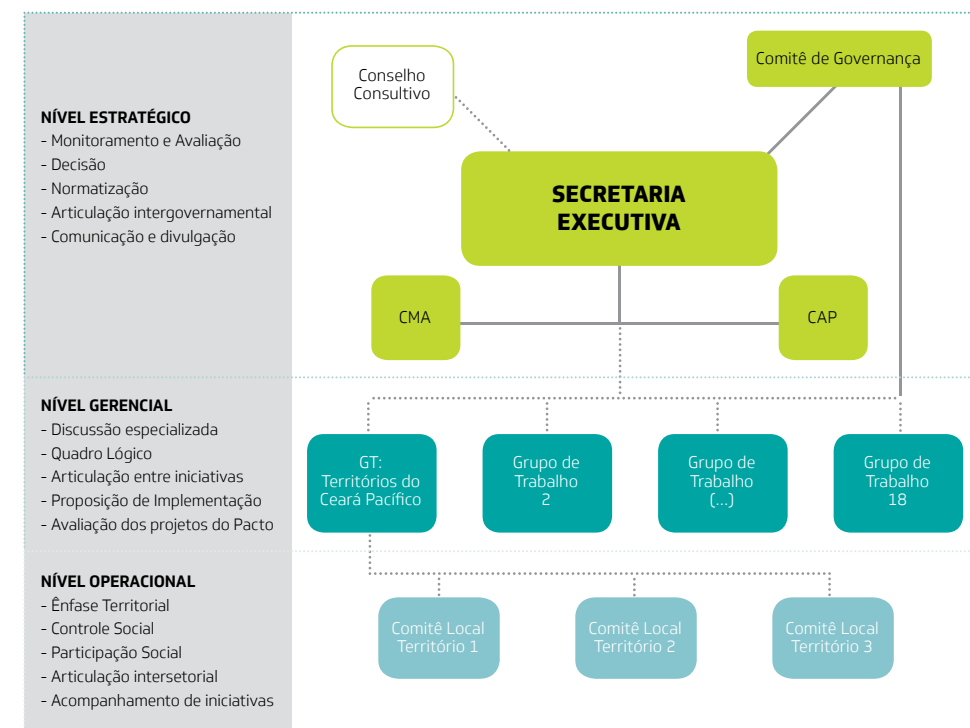 NÍVEL ESTRATÉGICO
- Monitoramento e Avaliação
- Decisão
- Normatização
- Articulação intergovernamental
- Comunicação e divulgação
Conselho
Consultivo
Comitê de Governança
SECRETARIA
EXECUTIVA
CMA
CAP
NÍVEL GERENCIAL
- Discussão especializada
- Quadro Lógico
- Articulação entre iniciativas
- Proposição de Implementação
- Avaliação dos projetos do Pacto
GT:
Territórios do
Ceará Pacífico
Grupo de
Trabalho
2
Grupo de
Trabalho
(...)
Grupo de
Trabalho
18
NÍVEL OPERACIONAL
- Ênfase Territorial
- Controle Social
- Participação Social
- Articulação intersetorial
- Acompanhamento de iniciativas
Comitê Local
Território 1
Comitê Local
Território 2
Comitê Local
Território 3